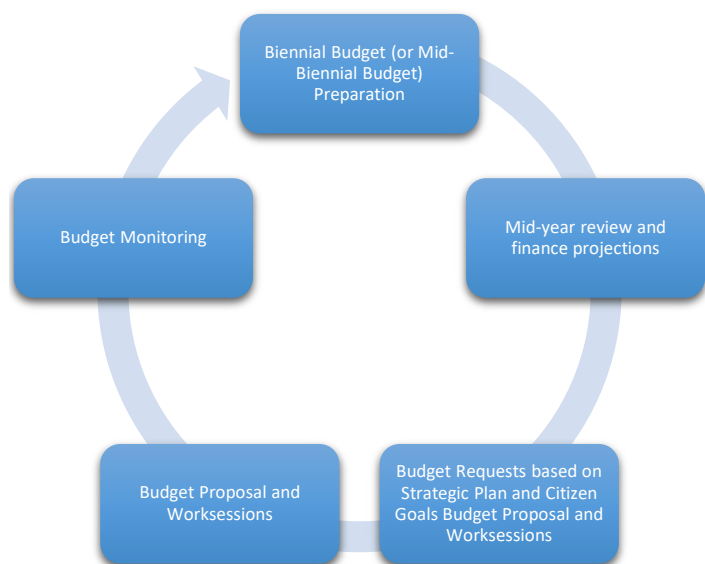 Biennial Budget (or Mid-
Biennial Budget)
Preparation
Mid-year review and
finance projections
Budget Requests based on
Strategic Plan and Citizen
Goals Budget Proposal and
Worksessions
Budget Proposal and
Worksessions
Budget Monitoring